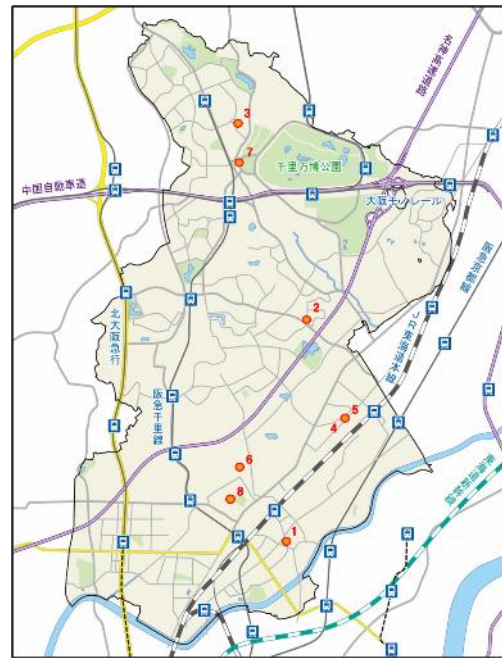 名神高速道路
3
7
千里万博公園
中国自動車道
大阪モノレール
阪急京都線
JR東海道本線
2
北大阪急行
阪急千里線
5
4
東海道新幹線
6
8
1